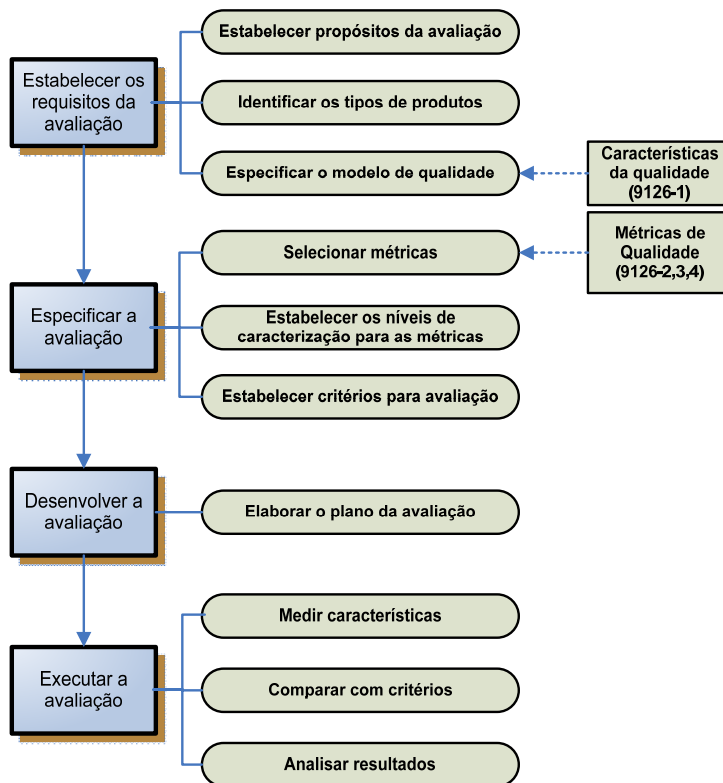 Estabelecer os
requisitos da
avaliação
Estabelecer propósitos da avaliação
Identificar os tipos de produtos
Especificar o modelo de qualidade
Características
da qualidade
(9126-1)
Especificar a
avaliação
Selecionar métricas
Métricas de
Qualidade
(9126-2,3,4)
Estabelecer os níveis de
caracterização para as métricas
Estabelecer critérios para avaliação
Desenvolver a
avaliação
Elaborar o plano da avaliação
Executar a
avaliação
Medir características
Comparar com critérios
Analisar resultados